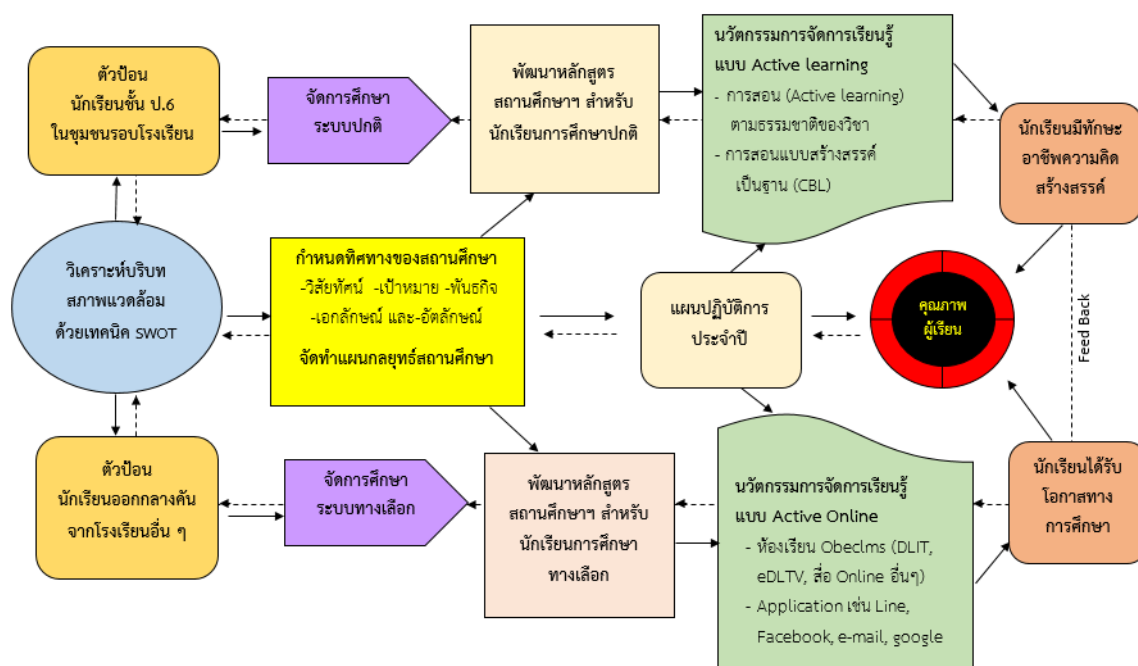 ตัวป้อน
นักเรียนชั้น ป.6
ในชุมชนรอบโรงเรียน
จัดการศึกษา
ระบบปกติ
พัฒนาหลักสูตร
สถานศึกษาฯ สำหรับ
นักเรียนการศึกษาปกติ
นวัตกรรมการจัดการเรียนรู้
แบบ Active learning
- การสอน (Active learning)
ตามธรรมชาติของวิชา
- การสอนแบบสร้างสรรค์
เป็นฐาน (CBL)
นักเรียนมีทักษะ
อาชีพความคิด
สร้างสรรค์
วิเคราะห์บริบท
สภาพแวดล้อม
ด้วยเทคนิค SWOT
กำหนดทิศทางของสถานศึกษา
-วิสัยทัศน์ -เป้าหมาย -พันธกิจ
-เอกลักษณ์ และ-อัตลักษณ์
จัดทำแผนกลยุทธ์สถานศึกษา
แผนปฏิบัติการ
ประจำปี
คุณภาพ
ผู้เรียน
Feed Back
ตัวป้อน
นักเรียนออกกลางคัน
จากโรงเรียนอื่น ๆ
จัดการศึกษา
ระบบทางเลือก
พัฒนาหลักสูตร
สถานศึกษาฯ สำหรับ
นักเรียนการศึกษา
ทางเลือก
นวัตกรรมการจัดการเรียนรู้
แบบ Active Online
- ห้องเรียน Obeclms (DLIT,
eDLTV, สื่อ Online อื่นๆ)
- Application เช่น Line,
Facebook, e-mail, google
นักเรียนได้รับ
โอกาสทาง
การศึกษา